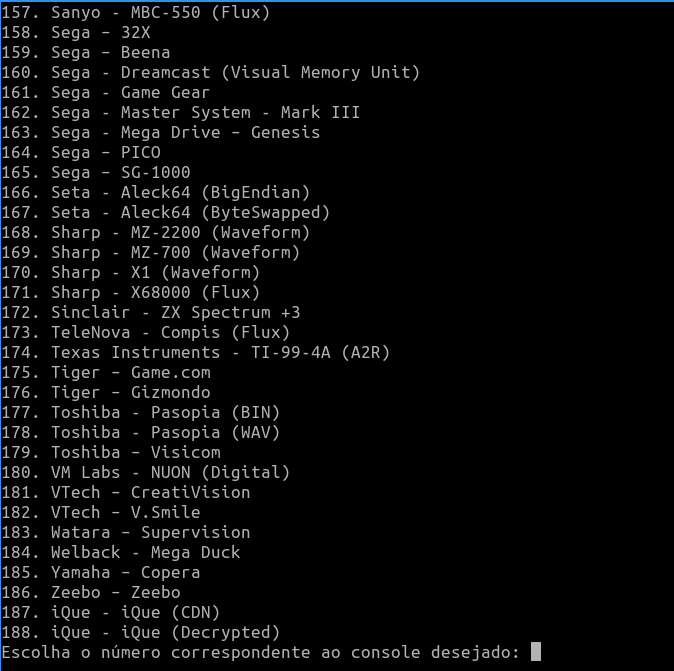 157. Sanyo - MBC-550 (Flux)
158. Sega – 32X
159. Sega – Beena
160. Sega - Dreamcast (Visual Memory Unit)
161. Sega - Game Gear
162. Sega - Master System - Mark III
163. Sega - Mega Drive – Genesis
164. Sega – PICO
165. Sega – SG-1000
166. Seta - Aleck64 (BigEndian)
167. Seta - Aleck64 (ByteSwapped)
168. Sharp - MZ-2200 (Waveform)
169. Sharp - MZ-700 (Waveform)
170. Sharp - X1 (Waveform)
171. Sharp - X68000 (Flux)
172. Sinclair - ZX Spectrum +3
173. TeleNova - Compis (Flux)
174. Texas Instruments - TI-99-4A (A2R)
175. Tiger – Game.com
176. Tiger – Gizmondo
177. Toshiba - Pasopia (BIN)
178. Toshiba - Pasopia (WAV)
179. Toshiba – Visicom
180. VM Labs - NUON (Digital)
181. VTech – CreatiVision
182. VTech – V.Smile
183. Watara – Supervision
184. Welback - Mega Duck
185. Yamaha – Copera
186. Zeebo – Zeebo
187. iQue - iQue (CDN)
188. iQue - iQue (Decrypted)
Escolha o número correspondente ao console desejado: